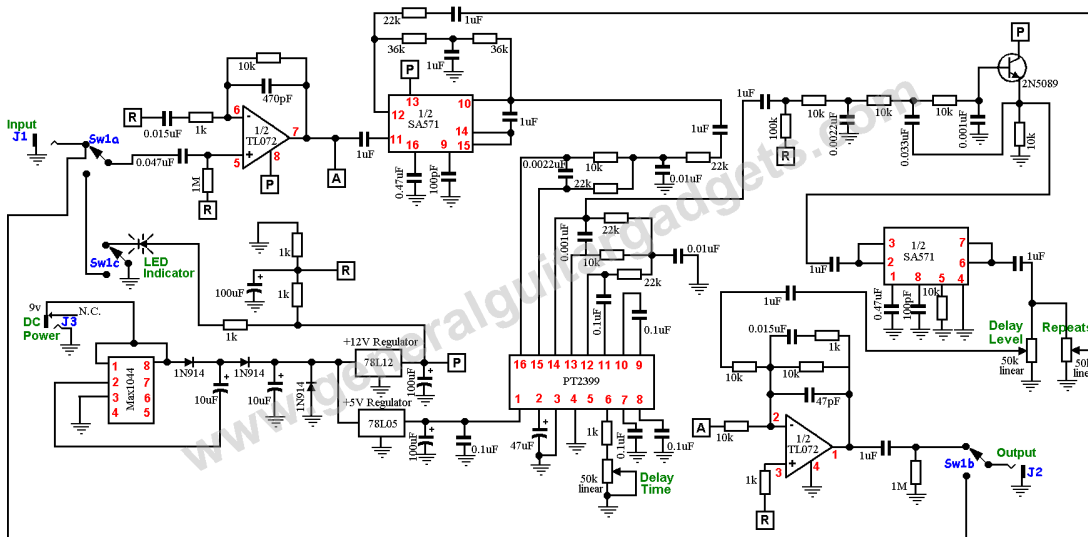 22k
1uF
36k
36k
1uF
10k
470pF
P
13
12
1/2
SA571
10
14
15
11
16
9
1uF
1uF
P
2N5089
10k
R
0.015uF
1k
6
5
7
8
1/2
TL072
-
+
P
A
1uF
0.47uF
100pF
Input
J1
Sw1a
0.047uF
1M
R
0.0022uF
10k
22k
0.01uF
22k
1uF
100k
R
10k
0.0022uF
10k
0.033uF
10k
0.001uF
Sw1c
LED
Indicator
1k
R
100uF
+
1k
1k
0.001uF
22k
10k
22k
0.01uF
0.1uF
0.1uF
1uF
3
2
1
8
5
4
7
6
1/2
SA571
1uF
0.47uF
100pF
10k
9v
N.C.
DC
Power
J3
1
2
3
4
8
7
6
5
Max1044
1N914
1N914
10uF
+
10uF
+
1N914
+12V Regulator
78L12
P
100uF
+
+5V Regulator
78L05
100uF
+
0.1uF
16
15
14
13
12
11
10
9
PT2399
1
2
3
4
5
6
7
8
47uF
+
1k
0.1uF
0.1uF
50k
linear
Delay
Time
1uF
0.015uF
1k
10k
10k
47pF
Delay
Level
50k
linear
Repeats
50k
linear
A
10k
2
3
1
4
1/2
TL072
-
+
1k
R
1uF
1M
Sw1b
Output
J2
www.generalguitargadgets.com